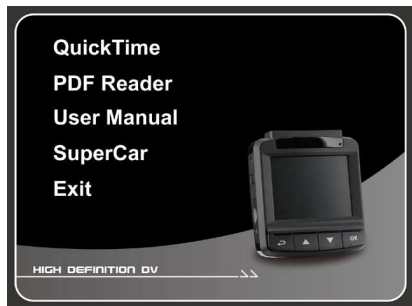 QuickTime
PDF Reader
User Manual
SuperCar
Exit
OK
HIGH DEFINITION DV